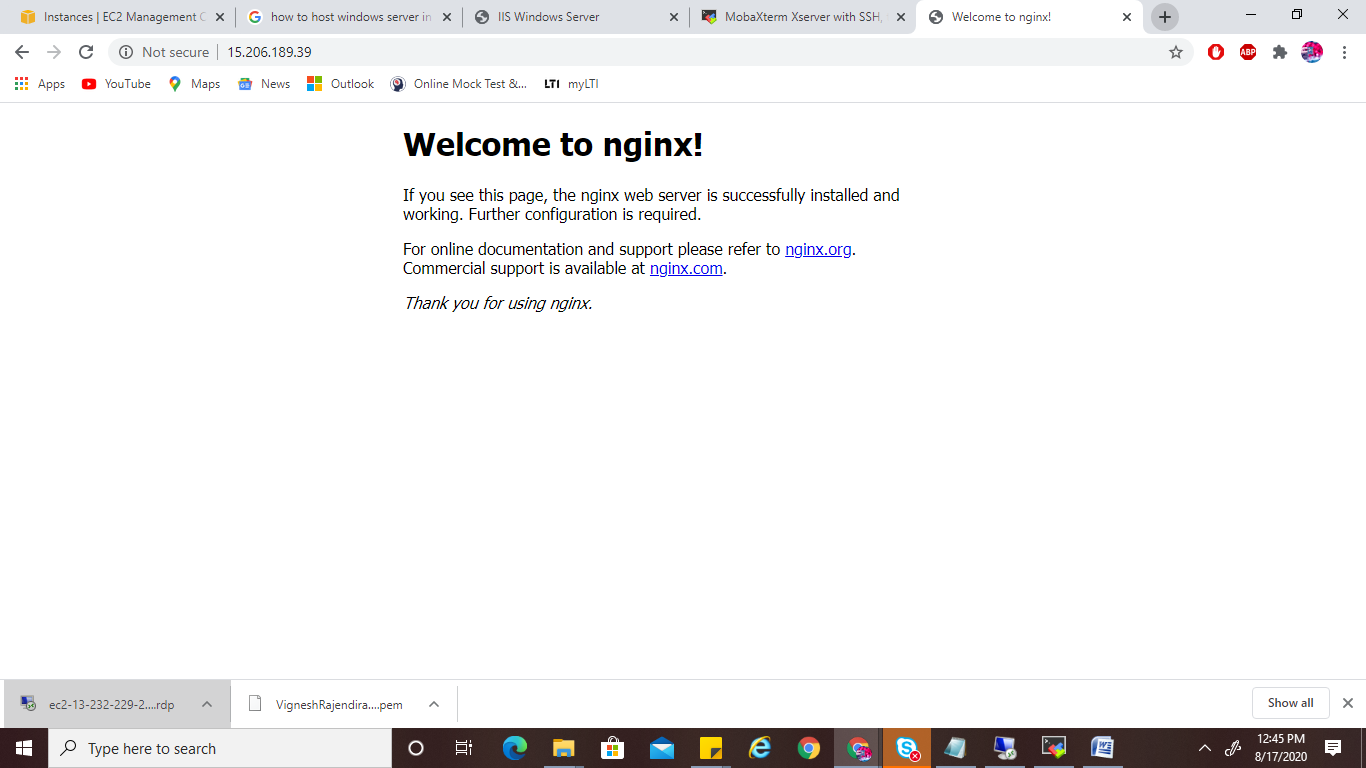 Instances | EC2 Management C
how to host windows server in
IIS Windows Server
MobaXterm Xserver with SSH,
Welcome to nginx!
Not secure | 15.206.189.39
ABP
Apps
YouTube
Maps
News
Outlook
Online Mock Test &...
LTI myLTI
Welcome to nginx!
If you see this page, the nginx web server is successfully installed and
working. Further configuration is required.
For online documentation and support please refer to nginx.org.
Commercial support is available at nginx.com.
Thank you for using nginx.
ec2-13-232-229-2....rdp
VigneshRajendira....pem
Show all
Type here to search
12:45 PM
8/17/2020